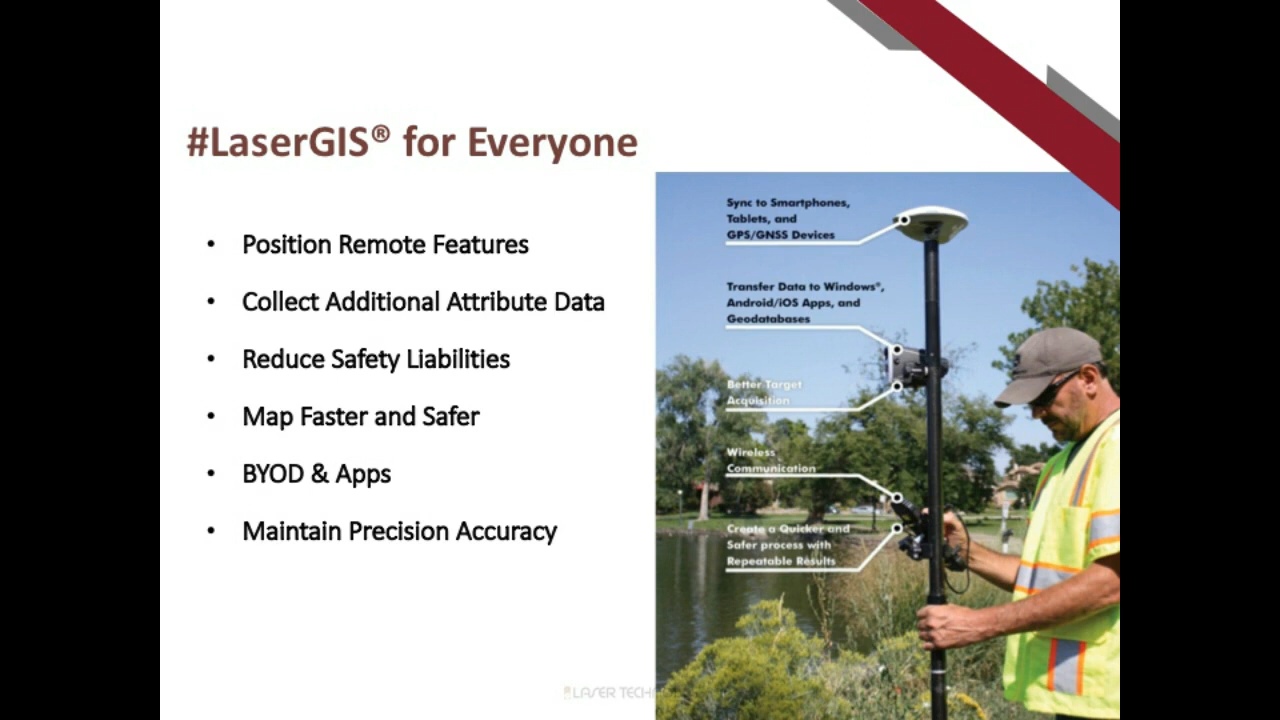 #LaserGIS® for Everyone
• Position Remote Features
• Collect Additional Attribute Data
• Reduce Safety Liabilities
• Map Faster and Safer
• BYOD & Apps
• Maintain Precision Accuracy
Sync to Smartphones,
Tablets, and
GPS/GNSS Devices
Transfer Data to Windows®,
Android/iOS Apps, and
Geodatabases
Better Target
Acquisition
Wireless
Communication
Create a Quicker and
Safer process with
Repeatable Results
LASER